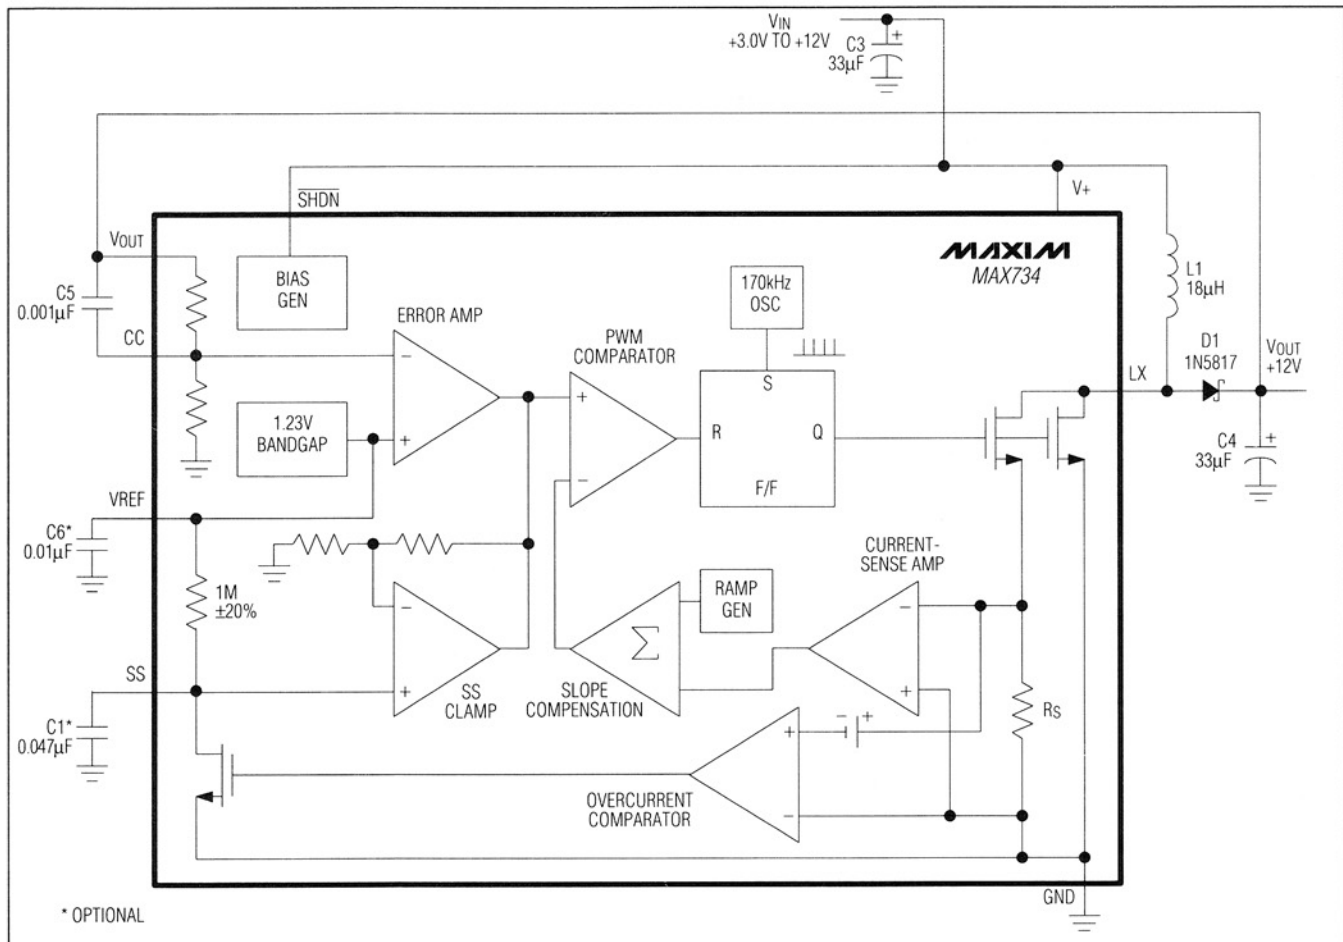 VIN
+3.0V TO +12V
C3
33µF
+
SHDN
V+
VOUT
MAXIM
MAX734
BIAS
GEN
170kHz
OSC
L1
18µH
C5
0.001µF
ERROR AMP
CC
PWM
COMPARATOR
D1
1N5817
VOUT
+12V
LX
−
S
1.23V
BANDGAP
+
+
R
Q
C4
33µF
+
−
F/F
VREF
C6*
0.01µF
CURRENT-
SENSE AMP
1M
±20%
−
RAMP
GEN
−
Σ
SS
+
SS
CLAMP
SLOPE
COMPENSATION
+
RS
C1*
0.047µF
+
− +
OVERCURRENT
COMPARATOR
−
GND
* OPTIONAL